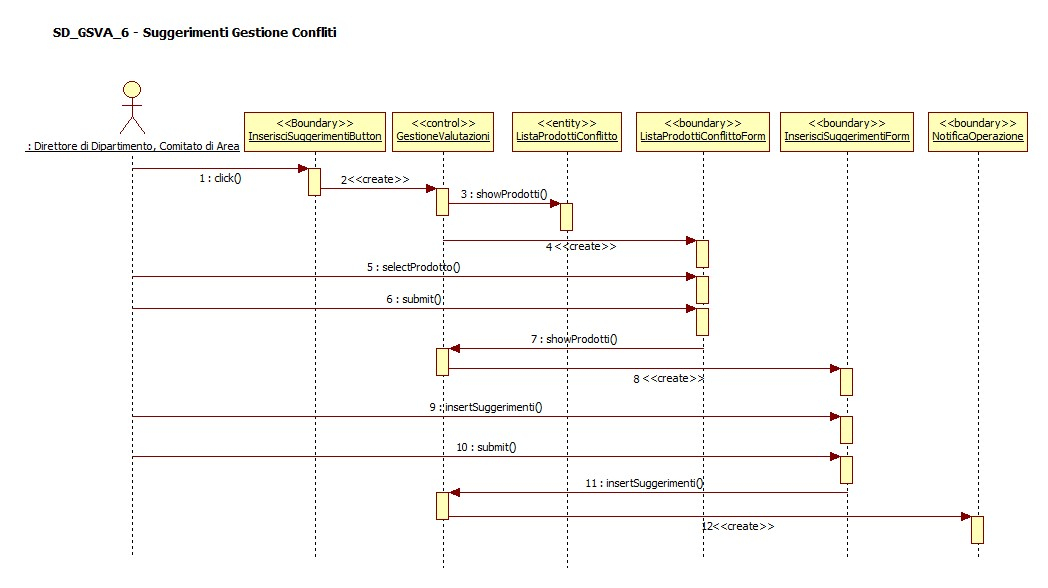 SD_GSVA_6 - Suggerimenti Gestione Confliti
<<Boundary>>
InserisciSuggerimentiButton
<<control>>
GestioneValutazioni
<<entity>>
ListaProdottiConflitto
<<boundary>>
ListaProdottiConflittoForm
<<boundary>>
InserisciSuggerimentiForm
<<boundary>>
NotificaOperazione
: Direttore di Dipartimento, Comitato di Area
1 : click()
2<<create>>
3 : showProdotti()
4 <<create>>
5 : selectProdotto()
6 : submit()
7 : showProdotti()
8 <<create>>
9 : insertSuggerimenti()
10 : submit()
11 : insertSuggerimenti()
12<<create>>